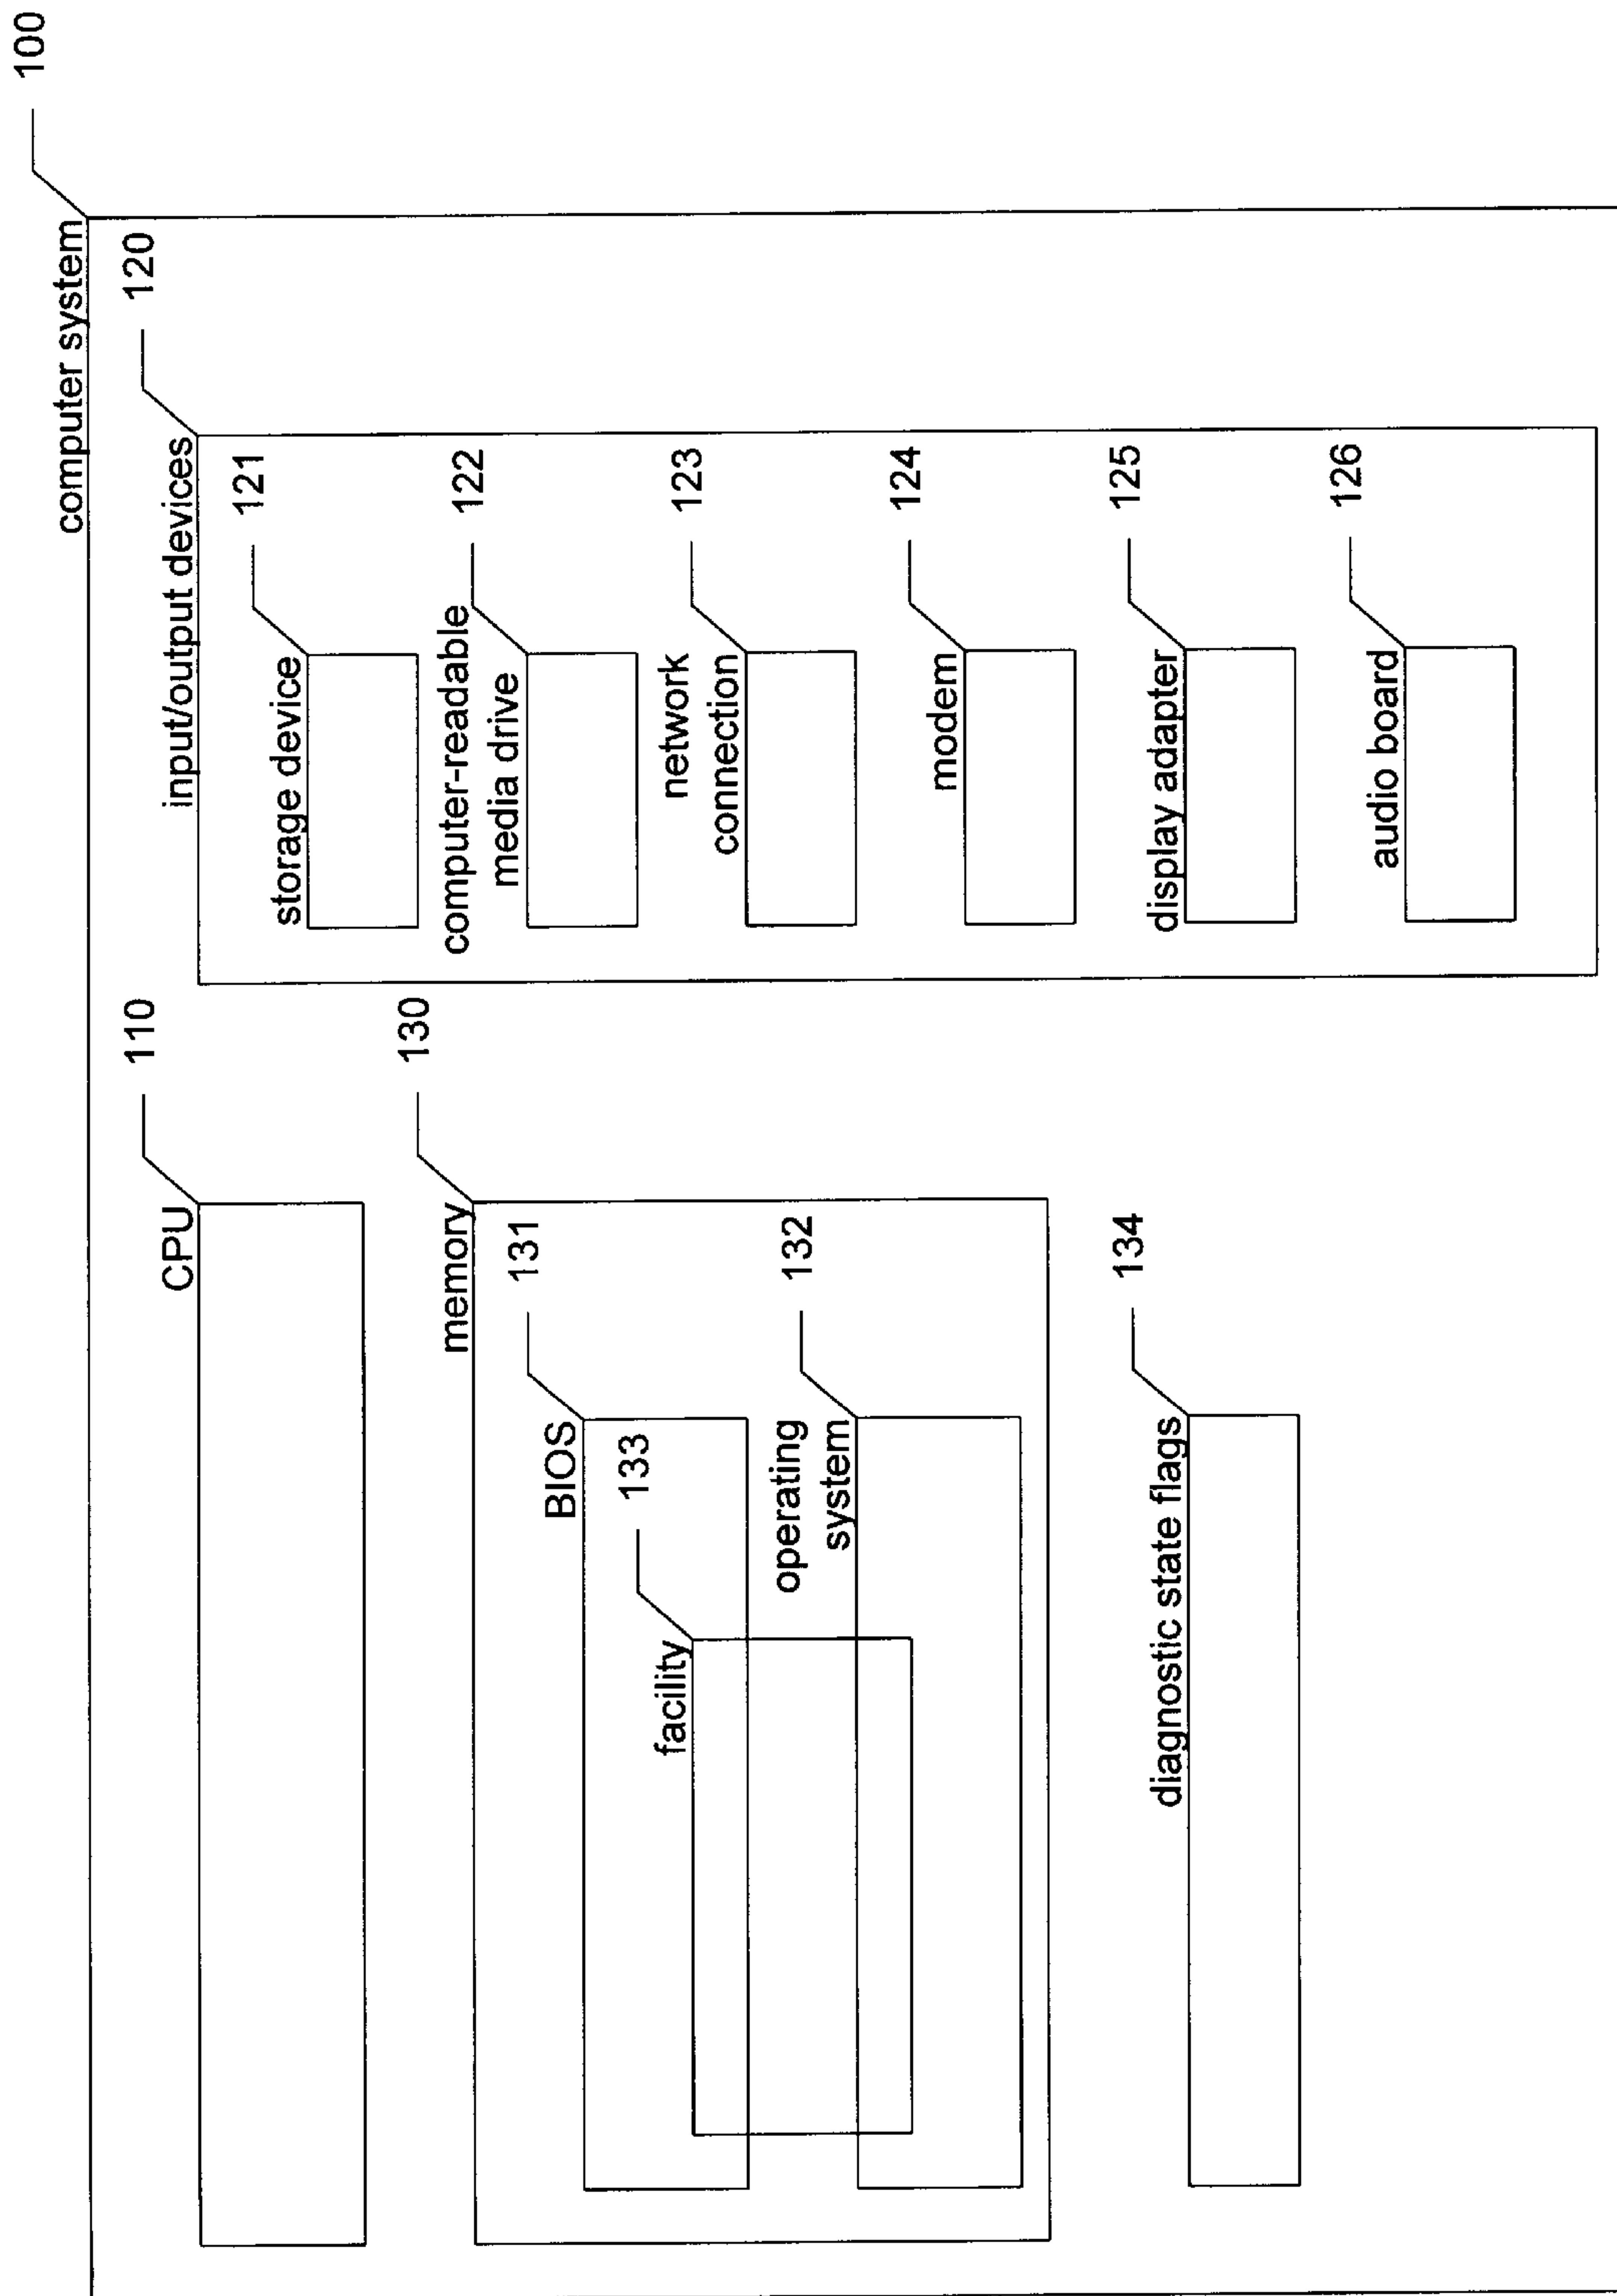 100
computer system
110
CPU
120
input/output devices
121
storage device
122
computer-readable
media drive
123
network
connection
124
modem
125
display adapter
126
audio board
130
memory
131
BIOS
133
facility
132
operating
system
134
diagnostic state flags